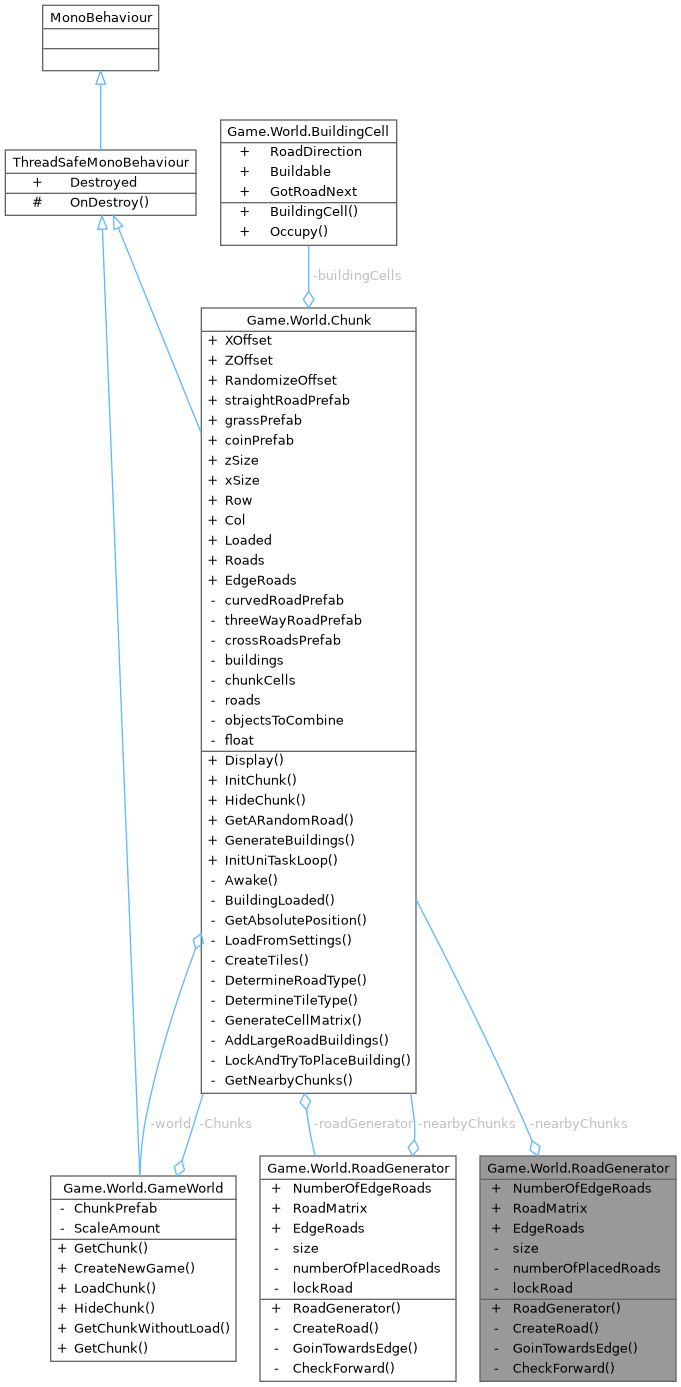 MonoBehaviour
ThreadSafeMonoBehaviour
+ Destroyed
# OnDestroy()
Game.World.BuildingCell
+ RoadDirection
+ Buildable
+ GotRoadNext
+ BuildingCell()
+ Occupy()
-buildingCells
Game.World.Chunk
+ XOffset
+ ZOffset
+ RandomizeOffset
+ straightRoadPrefab
+ grassPrefab
+ coinPrefab
+ zSize
+ xSize
+ Row
+ Col
+ Loaded
+ Roads
+ EdgeRoads
- curvedRoadPrefab
- threeWayRoadPrefab
- crossRoadsPrefab
- buildings
- chunkCells
- roads
- objectsToCombine
- float
+ Display()
+ InitChunk()
+ HideChunk()
+ GetARandomRoad()
+ GenerateBuildings()
+ InitUniTaskLoop()
- Awake()
- BuildingLoaded()
- GetAbsolutePosition()
- LoadFromSettings()
- CreateTiles()
- DetermineRoadType()
- DetermineTileType()
- GenerateCellMatrix()
- AddLargeRoadBuildings()
- LockAndTryToPlaceBuilding()
- GetNearbyChunks()
-world
-Chunks
-roadGenerator
-nearbyChunks
-nearbyChunks
Game.World.GameWorld
- ChunkPrefab
- ScaleAmount
+ GetChunk()
+ CreateNewGame()
+ LoadChunk()
+ HideChunk()
+ GetChunkWithoutLoad()
+ GetChunk()
Game.World.RoadGenerator
+ NumberOfEdgeRoads
+ RoadMatrix
+ EdgeRoads
- size
- numberOfPlacedRoads
- lockRoad
+ RoadGenerator()
- CreateRoad()
- GoinTowardsEdge()
- CheckForward()
Game.World.RoadGenerator
+ NumberOfEdgeRoads
+ RoadMatrix
+ EdgeRoads
- size
- numberOfPlacedRoads
- lockRoad
+ RoadGenerator()
- CreateRoad()
- GoinTowardsEdge()
- CheckForward()